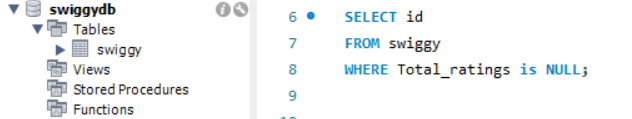 swiggydb
Tables
swiggy
Views
Stored Procedures
Functions
6 SELECT id
7 FROM swiggy
8 WHERE Total_ratings is NULL;
9